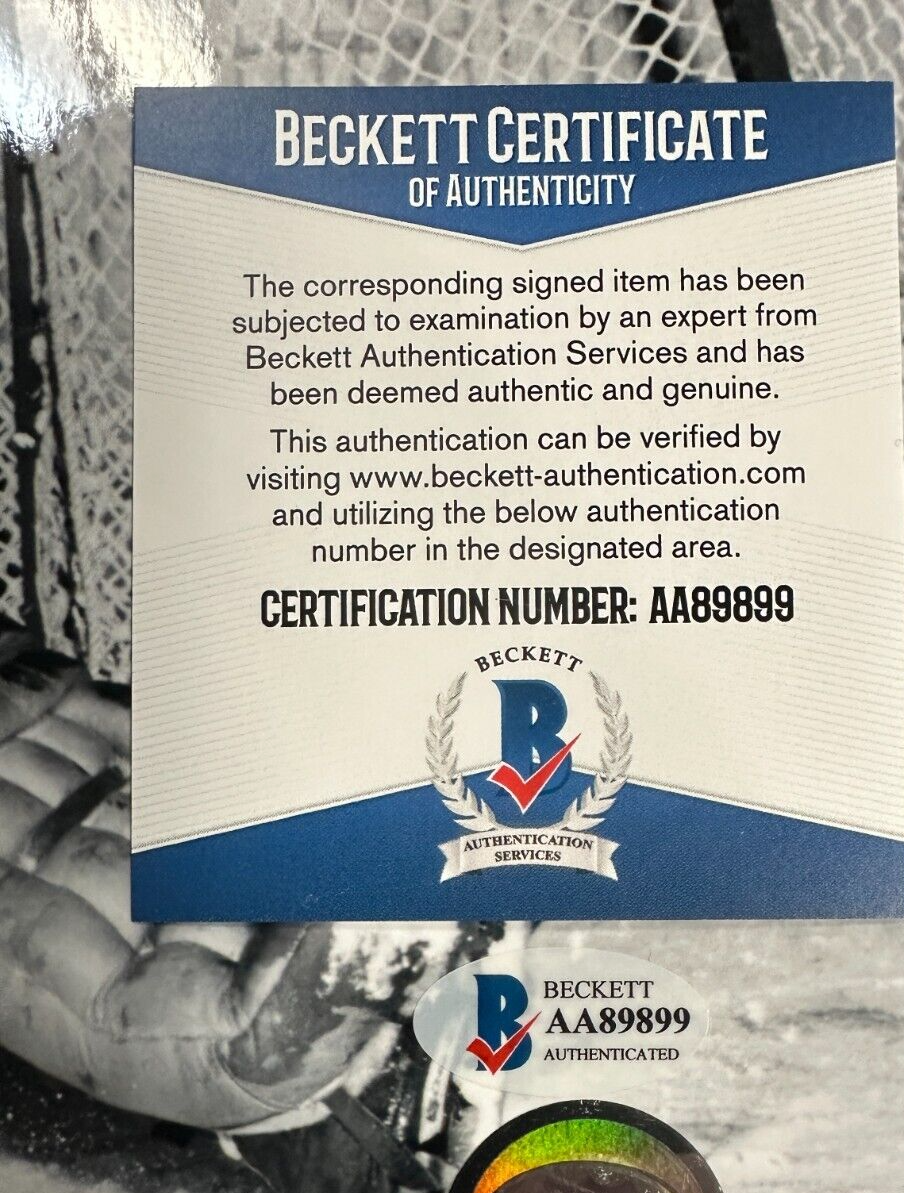 BECKETT CERTIFICATE
OF AUTHENTICITY
The corresponding signed item has been
subjected to examination by an expert from
Beckett Authentication Services and has
been deemed authentic and genuine.
This authentication can be verified by
visiting www.beckett-authentication.com
and utilizing the below authentication
number in the designated area.
CERTIFICATION NUMBER: AA89899
BECKETT
B
AUTHENTICATION
SERVICES
B
BECKETT
AA89899
AUTHENTICATED